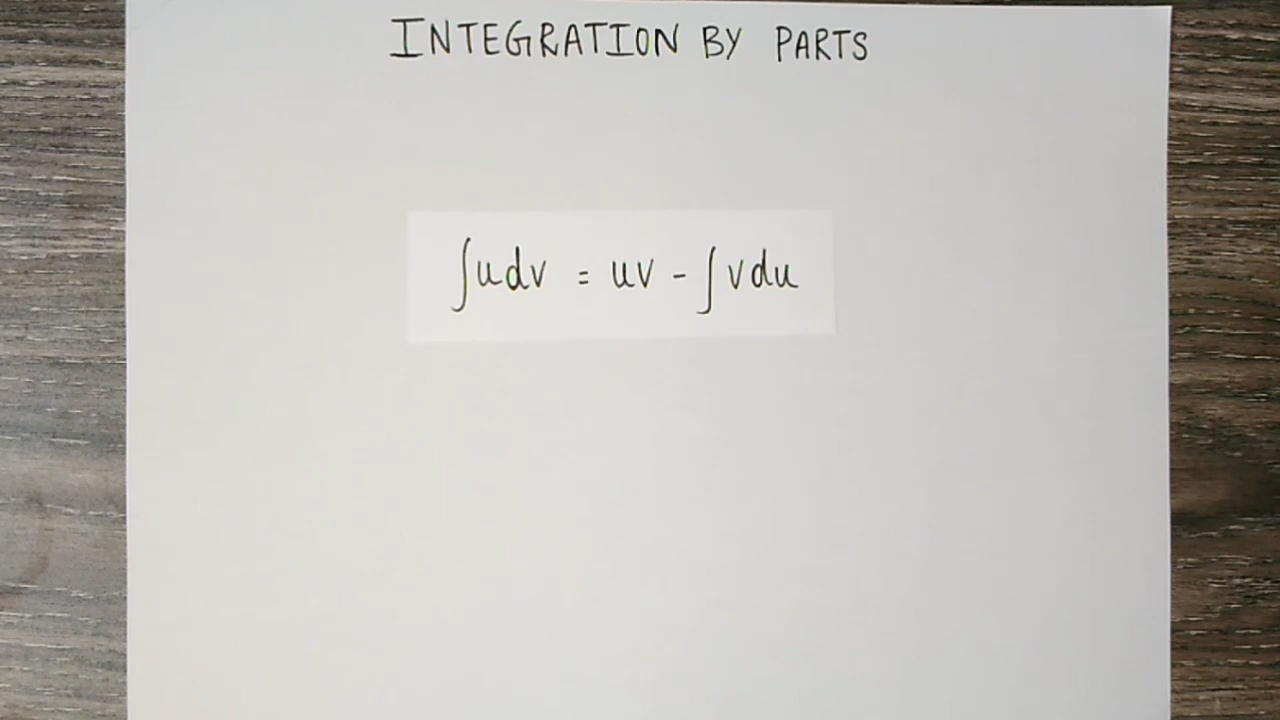 INTEGRATION BY PARTS
∫udv = uv - ∫vdu